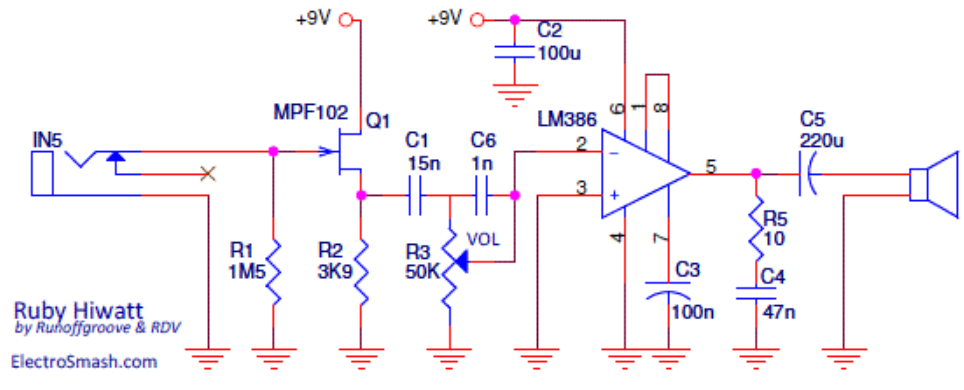 +9V
+9V
C2
100u
MPF102
Q1
LM386
6
1
8
C5
220u
IN5
C1
15n
C6
1n
2
−
3
+
5
4
7
R1
1M5
R2
3K9
R3
50K
VOL
C3
100n
R5
10
C4
47n
Ruby Hiwatt
by Runoffgroove & RDV
ElectroSmash.com